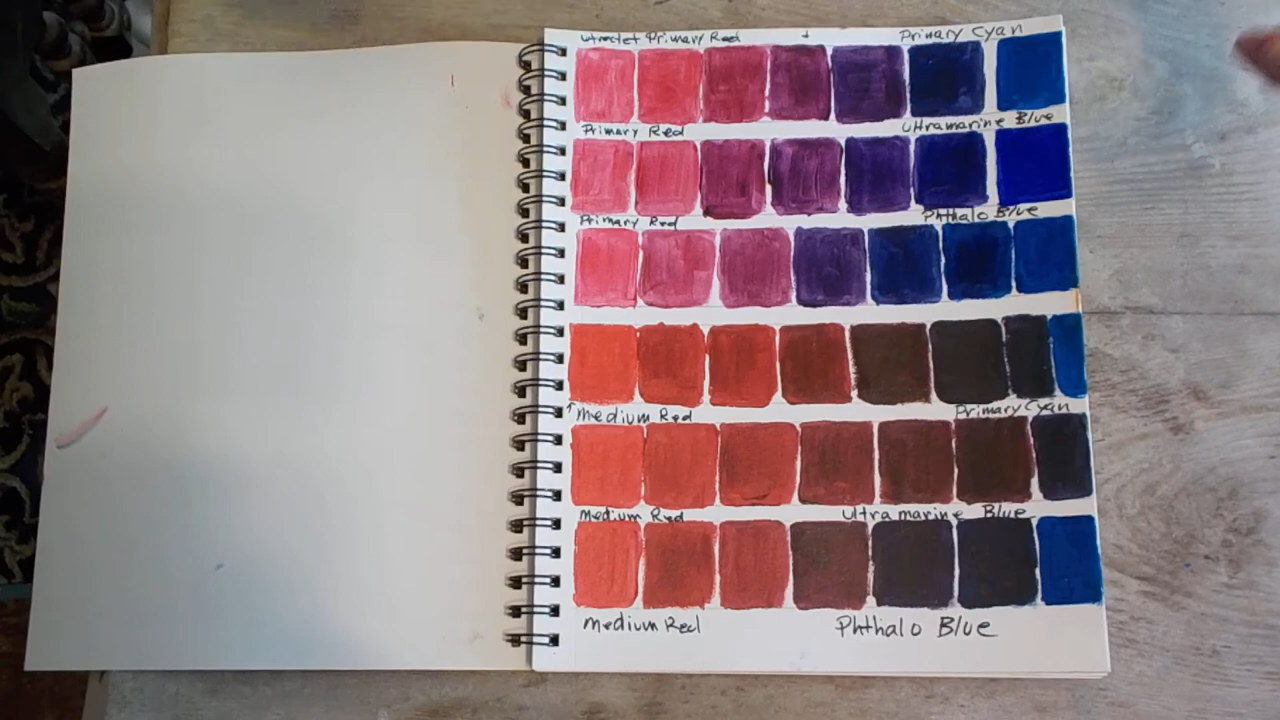 Utrectet Primary Red Primary Cyan
Primary Red Ultramarine Blue
Primary Red Phthalo Blue
Medium Red Primary Cyan
Medium Red Ultramarine Blue
Medium Red Phthalo Blue